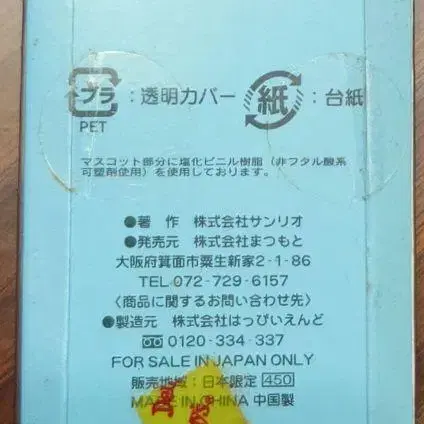 プラ：透明カバー 紙：台紙
PET
マスコット部分に塩化ビニル樹脂（非フタル酸系
可塑剤使用）を使用しております。
●著 作 株式会社サンリオ
●発売元 株式会社まつもと
大阪府箕面市粟生新家2-1-86
TEL 072-729-6157
〈商品に関するお問い合わせ先〉
●製造元 株式会社はっぴいえんど
0120-334-337
FOR SALE IN JAPAN ONLY
販売地域：日本限定 450
MADE IN CHINA 中国製